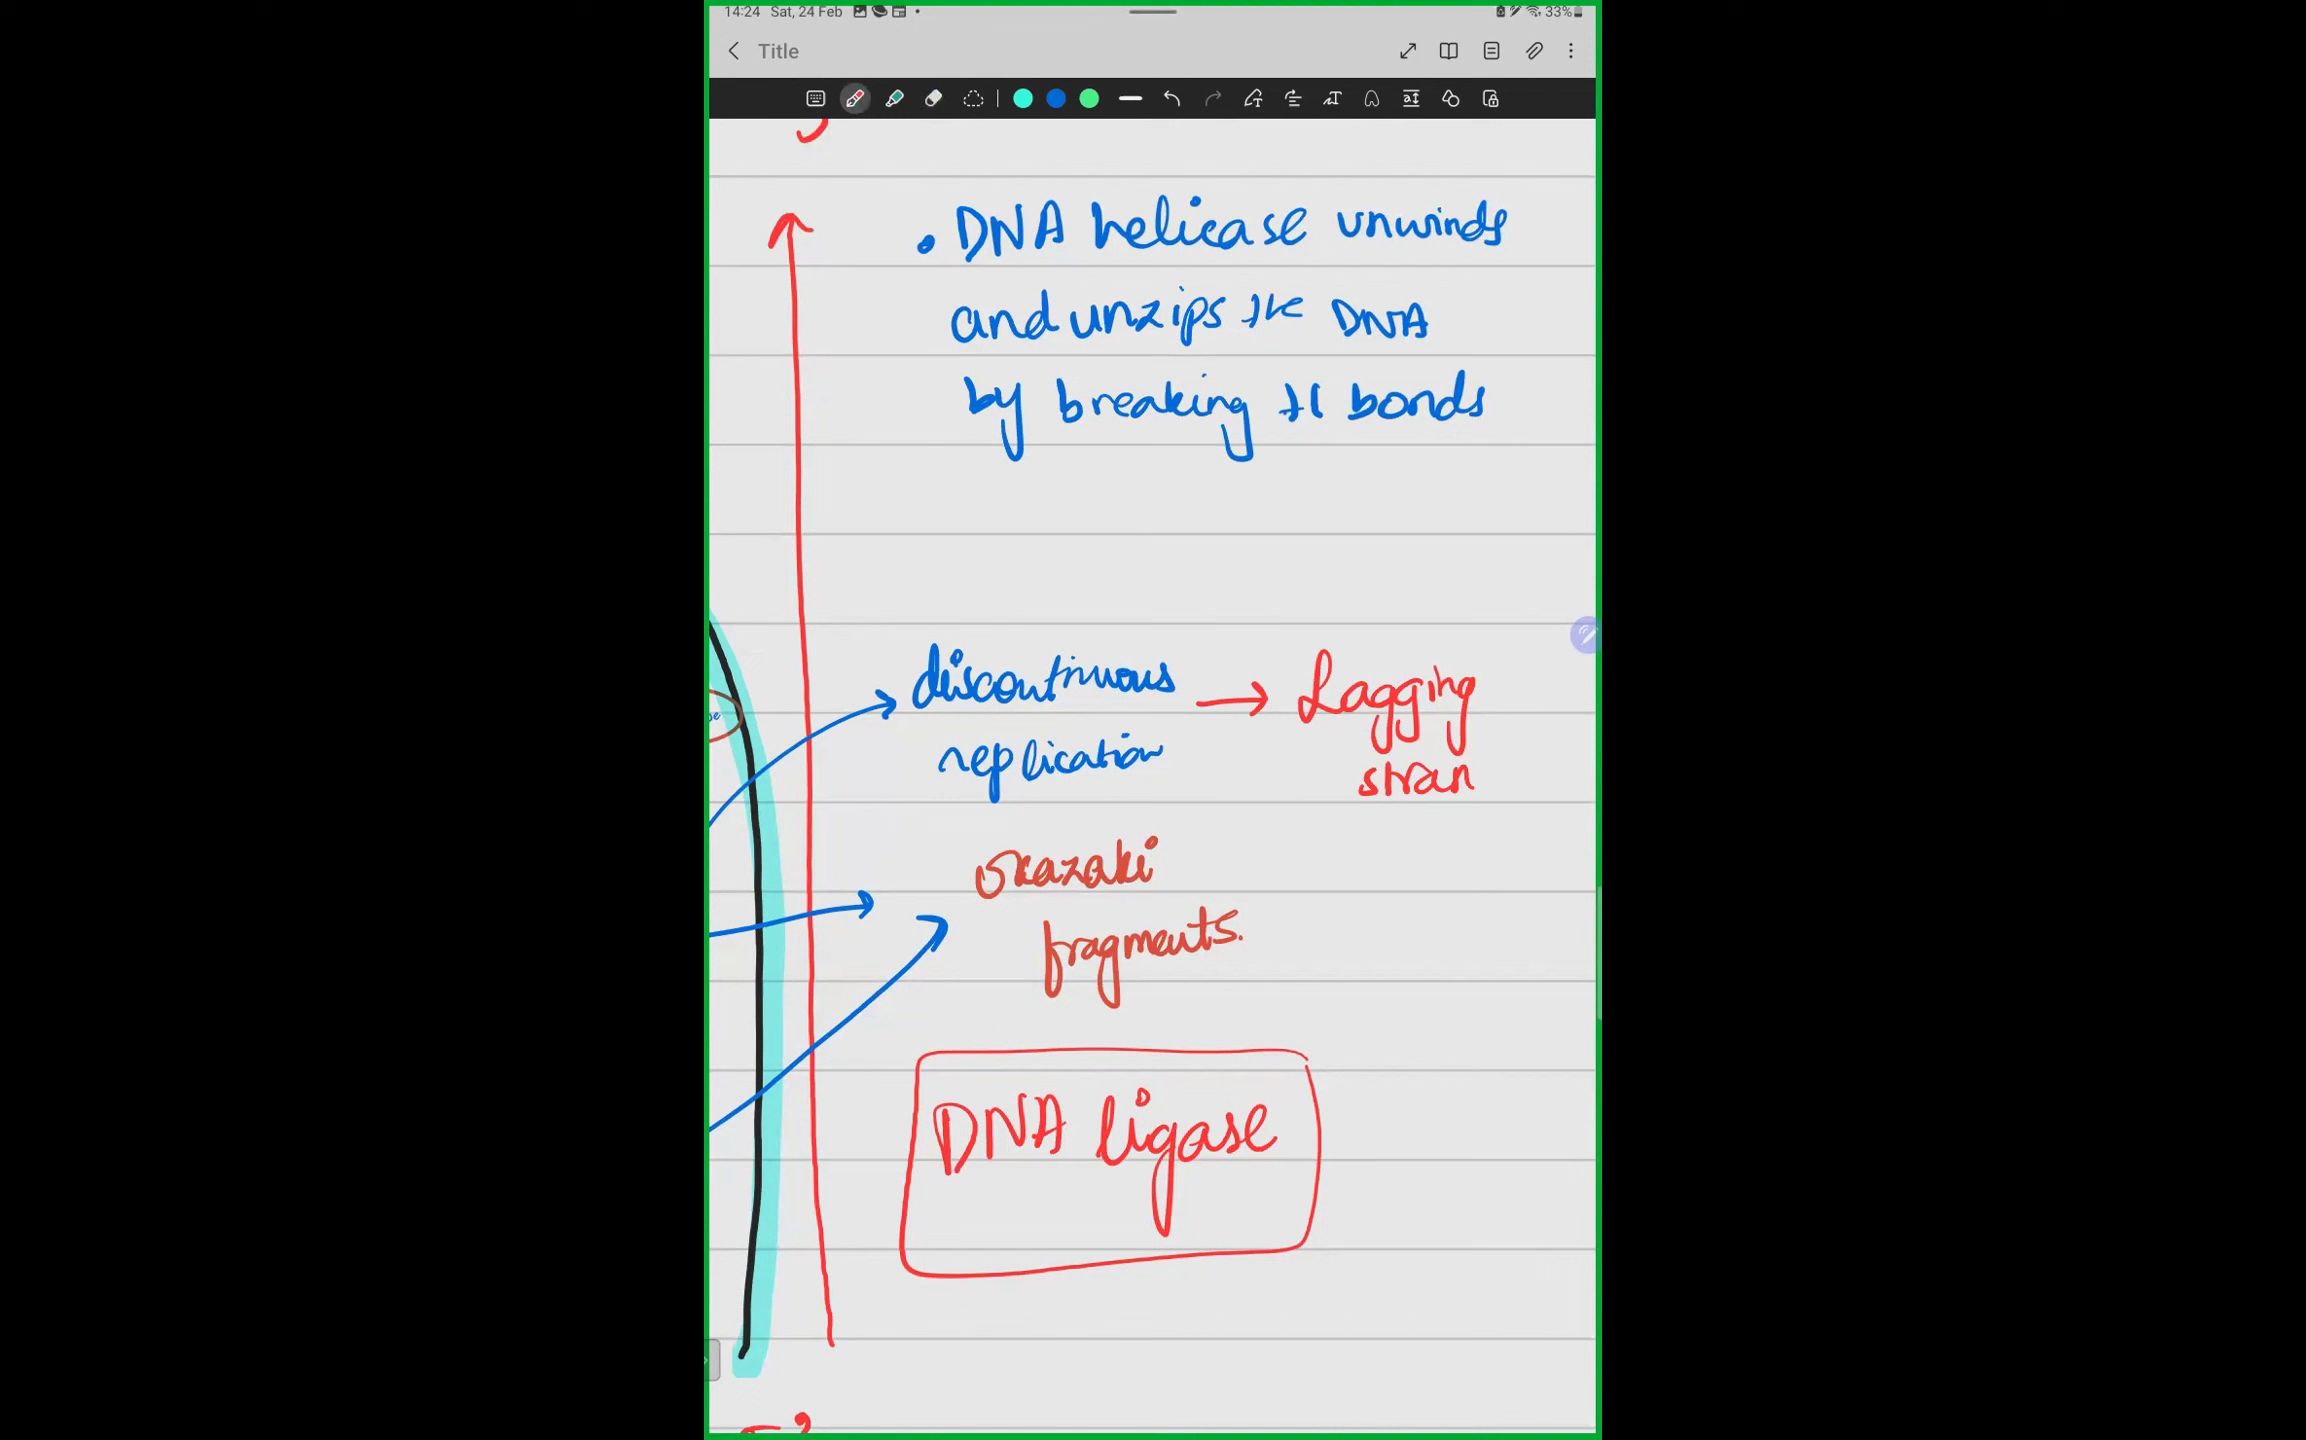 14:24 Sat, 24 Feb
33%
Title
• DNA helicase unwinds
and unzips the DNA
by breaking H bonds
discontinuous → Lagging
replication stran
okazaki
fragments.
DNA ligase